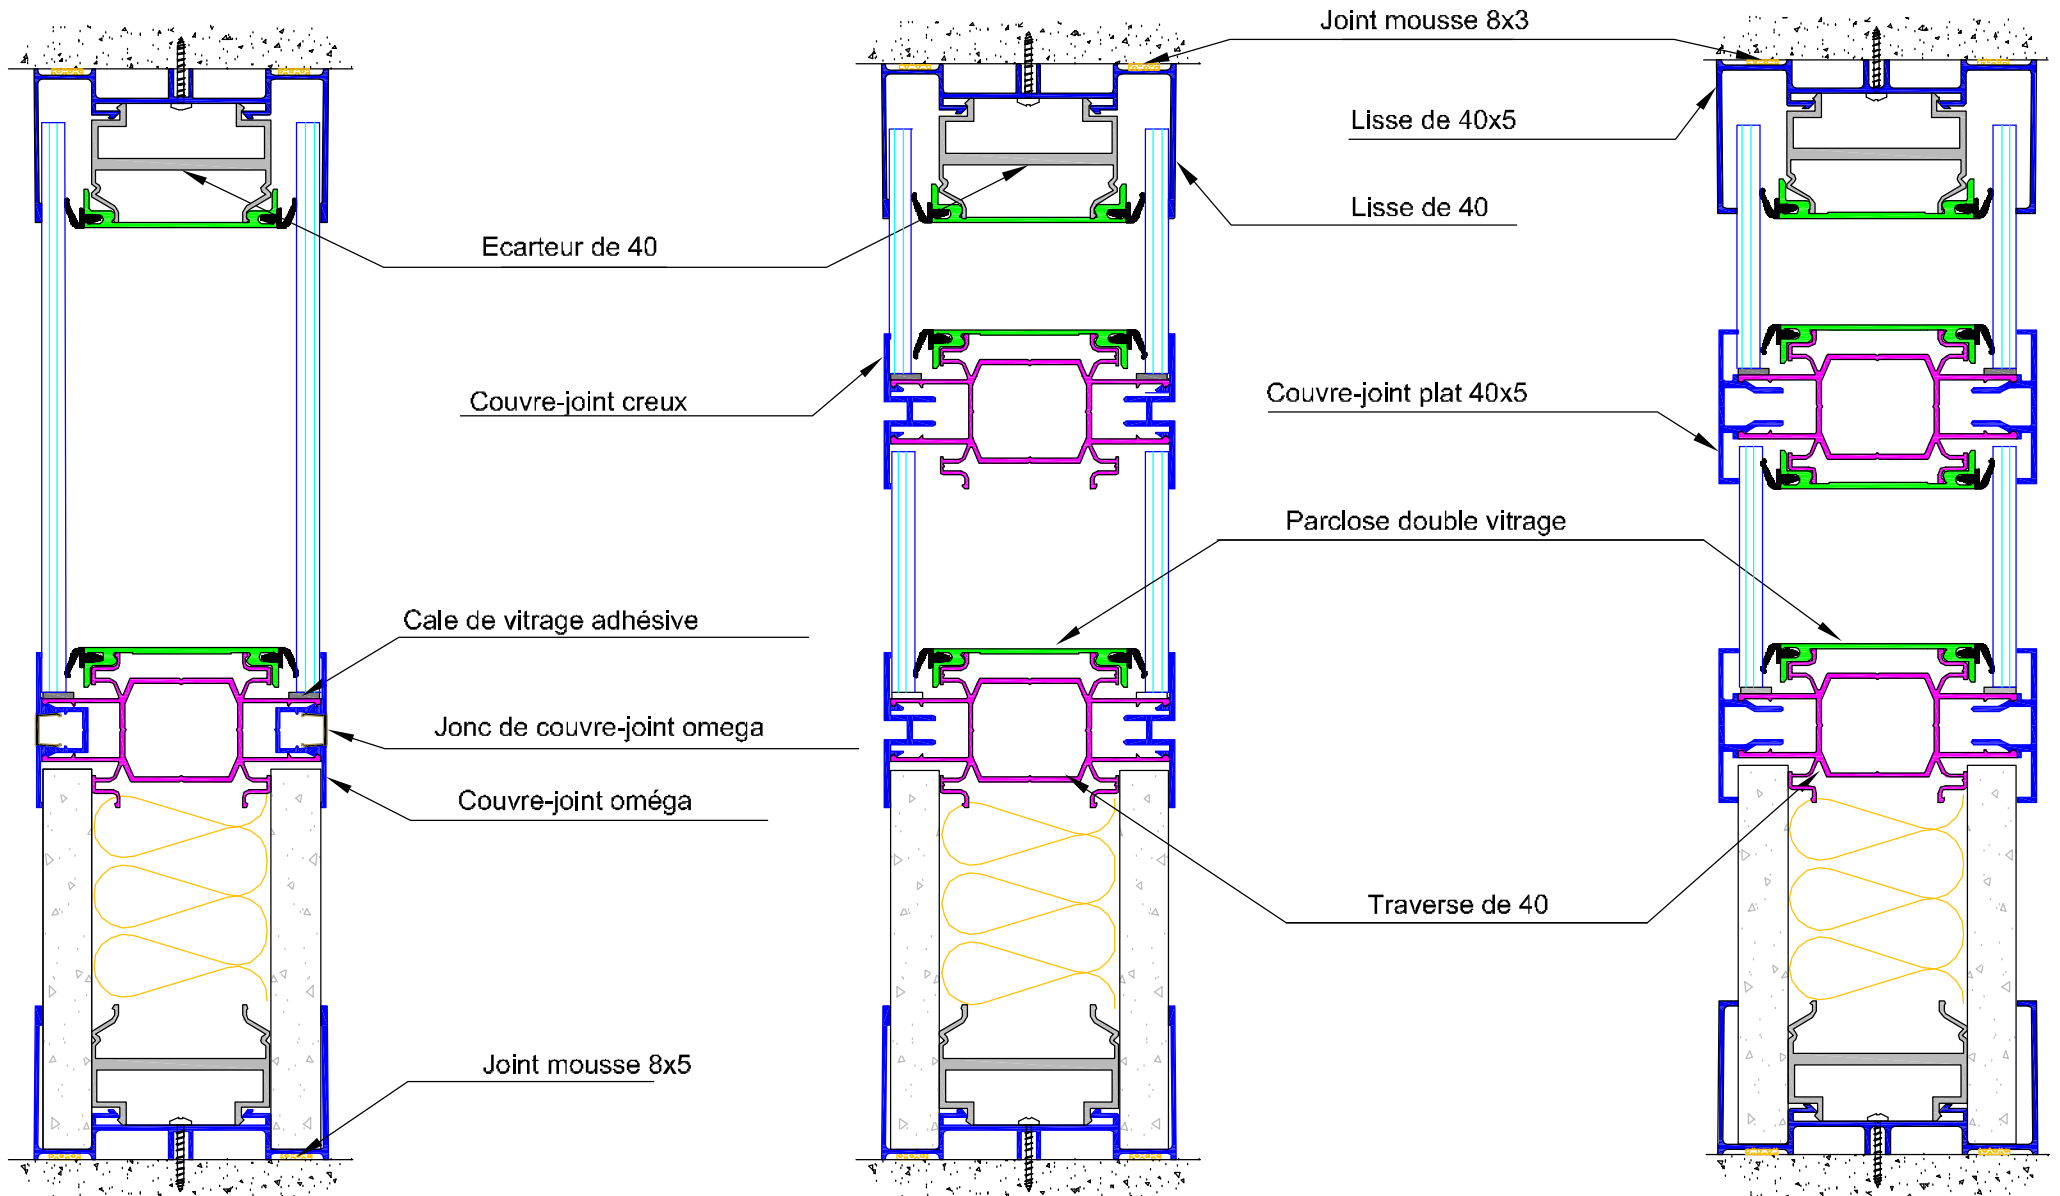 Joint mousse 8x3
Lisse de 40x5
Lisse de 40
Ecarteur de 40
Couvre-joint creux
Couvre-joint plat 40x5
Parclose double vitrage
Cale de vitrage adhésive
Jonc de couvre-joint omega
Couvre-joint oméga
Traverse de 40
Joint mousse 8x5